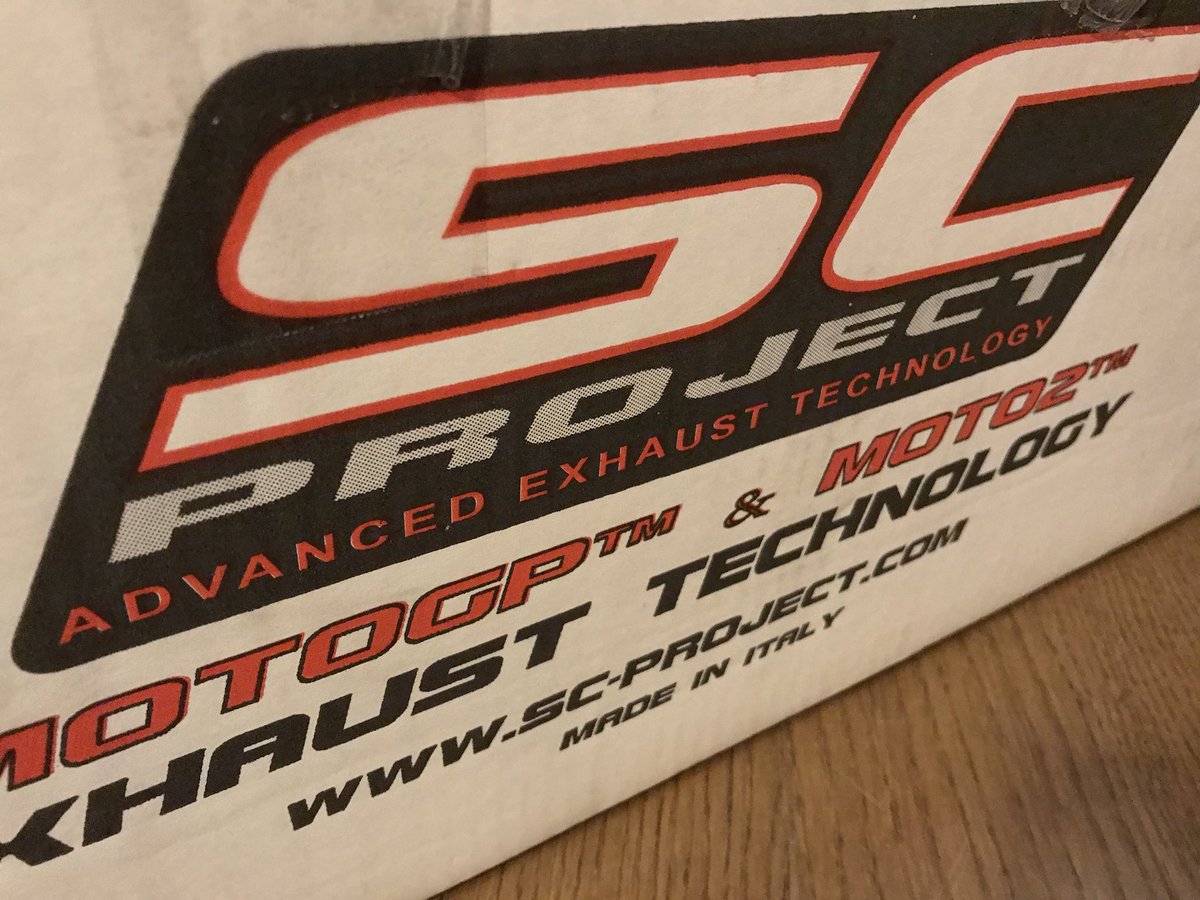 SC
PROJECT
ADVANCED EXHAUST TECHNOLOGY
MOTOGP™ & MOTO2™
EXHAUST TECHNOLOGY
WWW.SC-PROJECT.COM
MADE IN ITALY